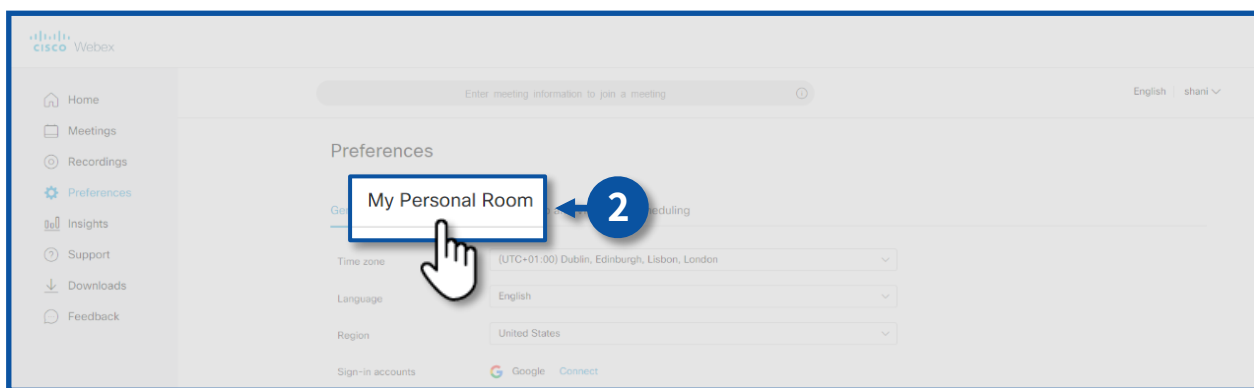 cisco Webex
Enter meeting information to join a meeting
English shani
Home
Meetings
Recordings
Preferences
Insights
Support
Downloads
Feedback
Preferences
My Personal Room
2
Time zone (UTC+01:00) Dublin, Edinburgh, Lisbon, London
Language English
Region United States
Sign-in accounts Google Connect